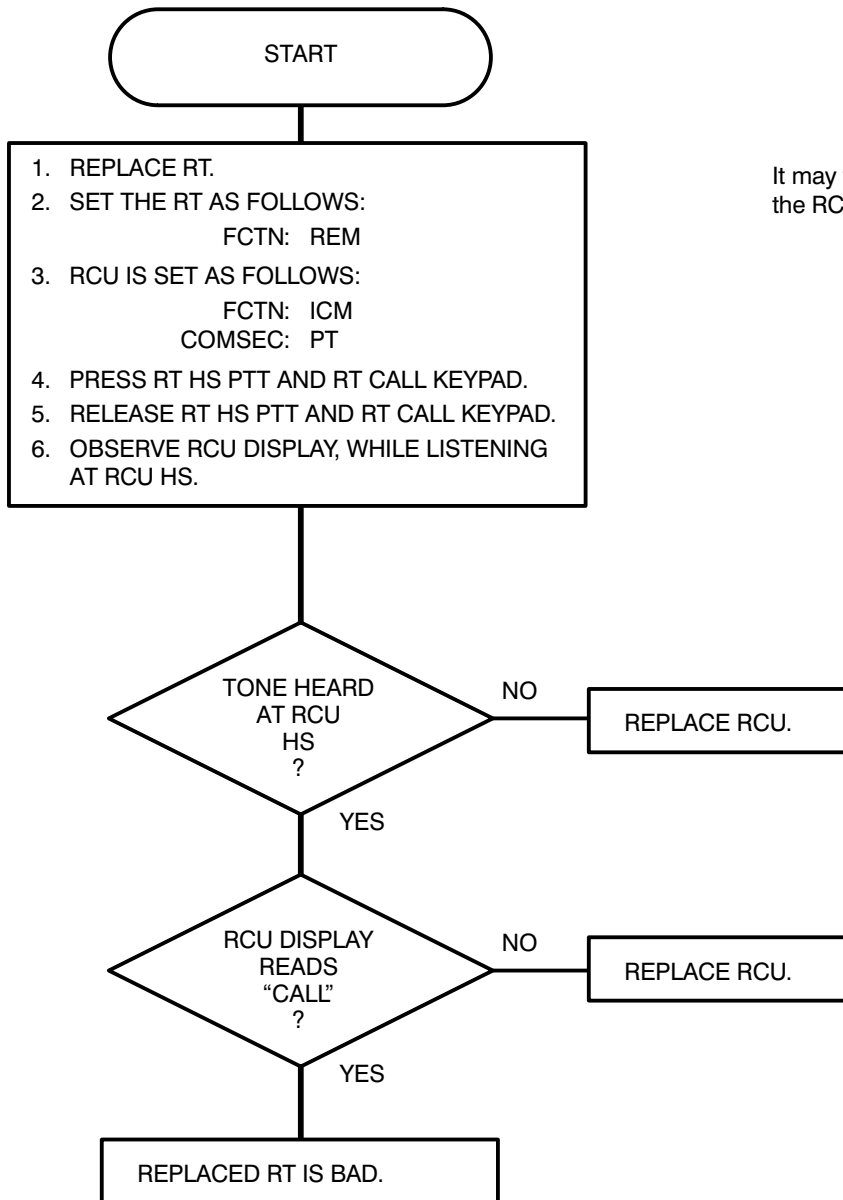 START
1. REPLACE RT.
2. SET THE RT AS FOLLOWS:
FCTN: REM
3. RCU IS SET AS FOLLOWS:
FCTN: ICM
COMSEC: PT
4. PRESS RT HS PTT AND RT CALL KEYPAD.
5. RELEASE RT HS PTT AND RT CALL KEYPAD.
6. OBSERVE RCU DISPLAY, WHILE LISTENING
AT RCU HS.
It may
the RC
TONE HEARD
AT RCU
HS
?
NO
REPLACE RCU.
YES
RCU DISPLAY
READS
“CALL”
?
NO
REPLACE RCU.
YES
REPLACED RT IS BAD.